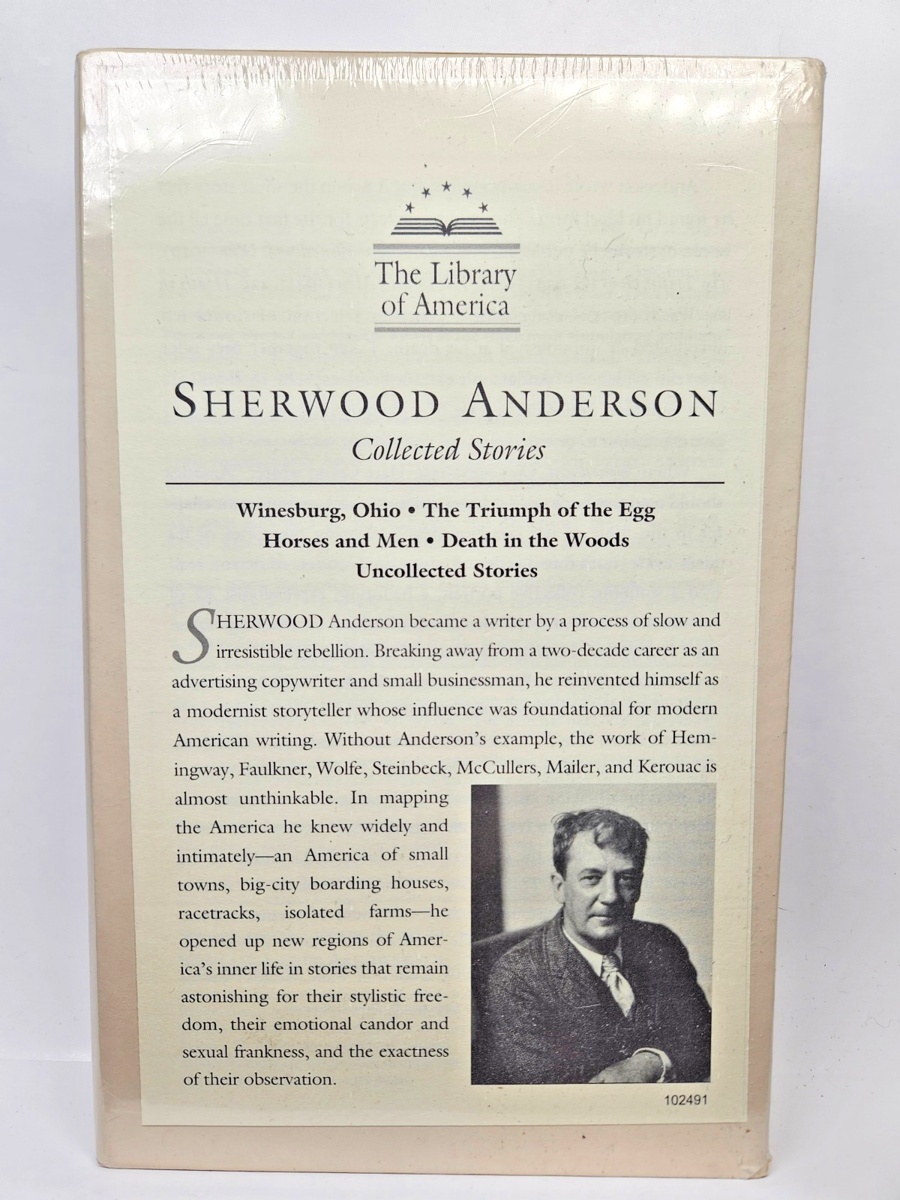 The Library
of America
SHERWOOD ANDERSON
Collected Stories
Winesburg, Ohio • The Triumph of the Egg
Horses and Men • Death in the Woods
Uncollected Stories
SHERWOOD Anderson became a writer by a process of slow and
irresistible rebellion. Breaking away from a two-decade career as an
advertising copywriter and small businessman, he reinvented himself as
a modernist storyteller whose influence was foundational for modern
American writing. Without Anderson's example, the work of Hem-
ingway, Faulkner, Wolfe, Steinbeck, McCullers, Mailer, and Kerouac is
almost unthinkable. In mapping
the America he knew widely and
intimately—an America of small
towns, big-city boarding houses,
racetracks, isolated farms—he
opened up new regions of Amer-
ica's inner life in stories that remain
astonishing for their stylistic free-
dom, their emotional candor and
sexual frankness, and the exactness
of their observation.
102491